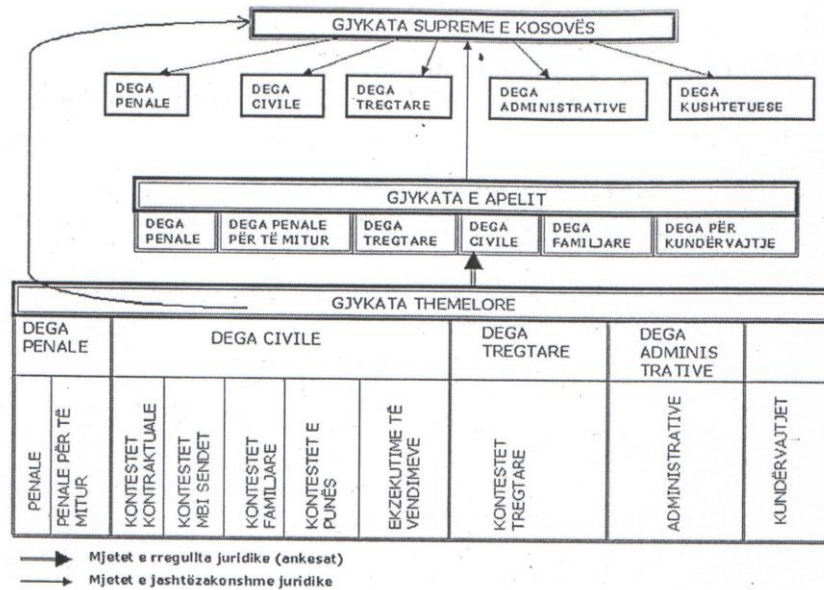 GJYKATA SUPREME E KOSOVËS
DEGA
PENALE
DEGA
CIVILE
DEGA
TREGTARE
DEGA
ADMINISTRATIVE
DEGA
KUSHTETUESE
GJYKATA E APELIT
DEGA
PENALE
DEGA PENALE
PËR TË MITUR
DEGA
TREGTARE
DEGA
CIVILE
DEGA
FAMILJARE
DEGA PËR
KUNDËRVAJTJE
GJYKATA THEMELORE
DEGA
PENALE
DEGA CIVILE
DEGA
TREGTARE
DEGA
ADMINIS
TRATIVE
PENALE
PENALE PËR TË
MITUR
KONTESTET
KONTRAKTUALE
KONTESTET
MBI SENDET
KONTESTET
FAMILJARE
KONTESTET E
PUNËS
EKZEKUTIME TË
VENDIMEVE
KONTESTET
TREGTARE
ADMINISTRATIVE
KUNDËRVAJTJET
Mjetet e rregullta juridike (ankesat)
Mjetet e jashtëzakonshme juridike